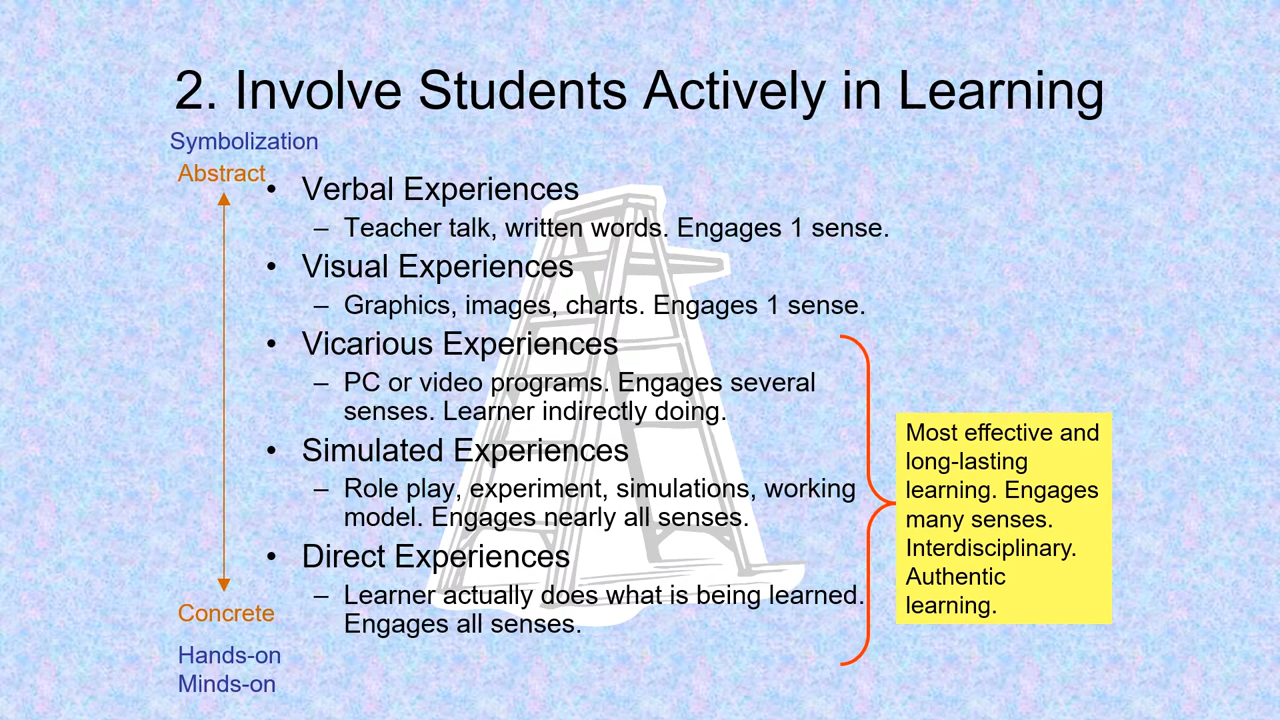 2. Involve Students Actively in Learning
Symbolization
Abstract
• Verbal Experiences
– Teacher talk, written words. Engages 1 sense.
• Visual Experiences
– Graphics, images, charts. Engages 1 sense.
• Vicarious Experiences
– PC or video programs. Engages several
senses. Learner indirectly doing.
• Simulated Experiences
– Role play, experiment, simulations, working
model. Engages nearly all senses.
• Direct Experiences
– Learner actually does what is being learned.
Engages all senses.
Concrete
Hands-on
Minds-on
Most effective and
long-lasting
learning. Engages
many senses.
Interdisciplinary.
Authentic
learning.